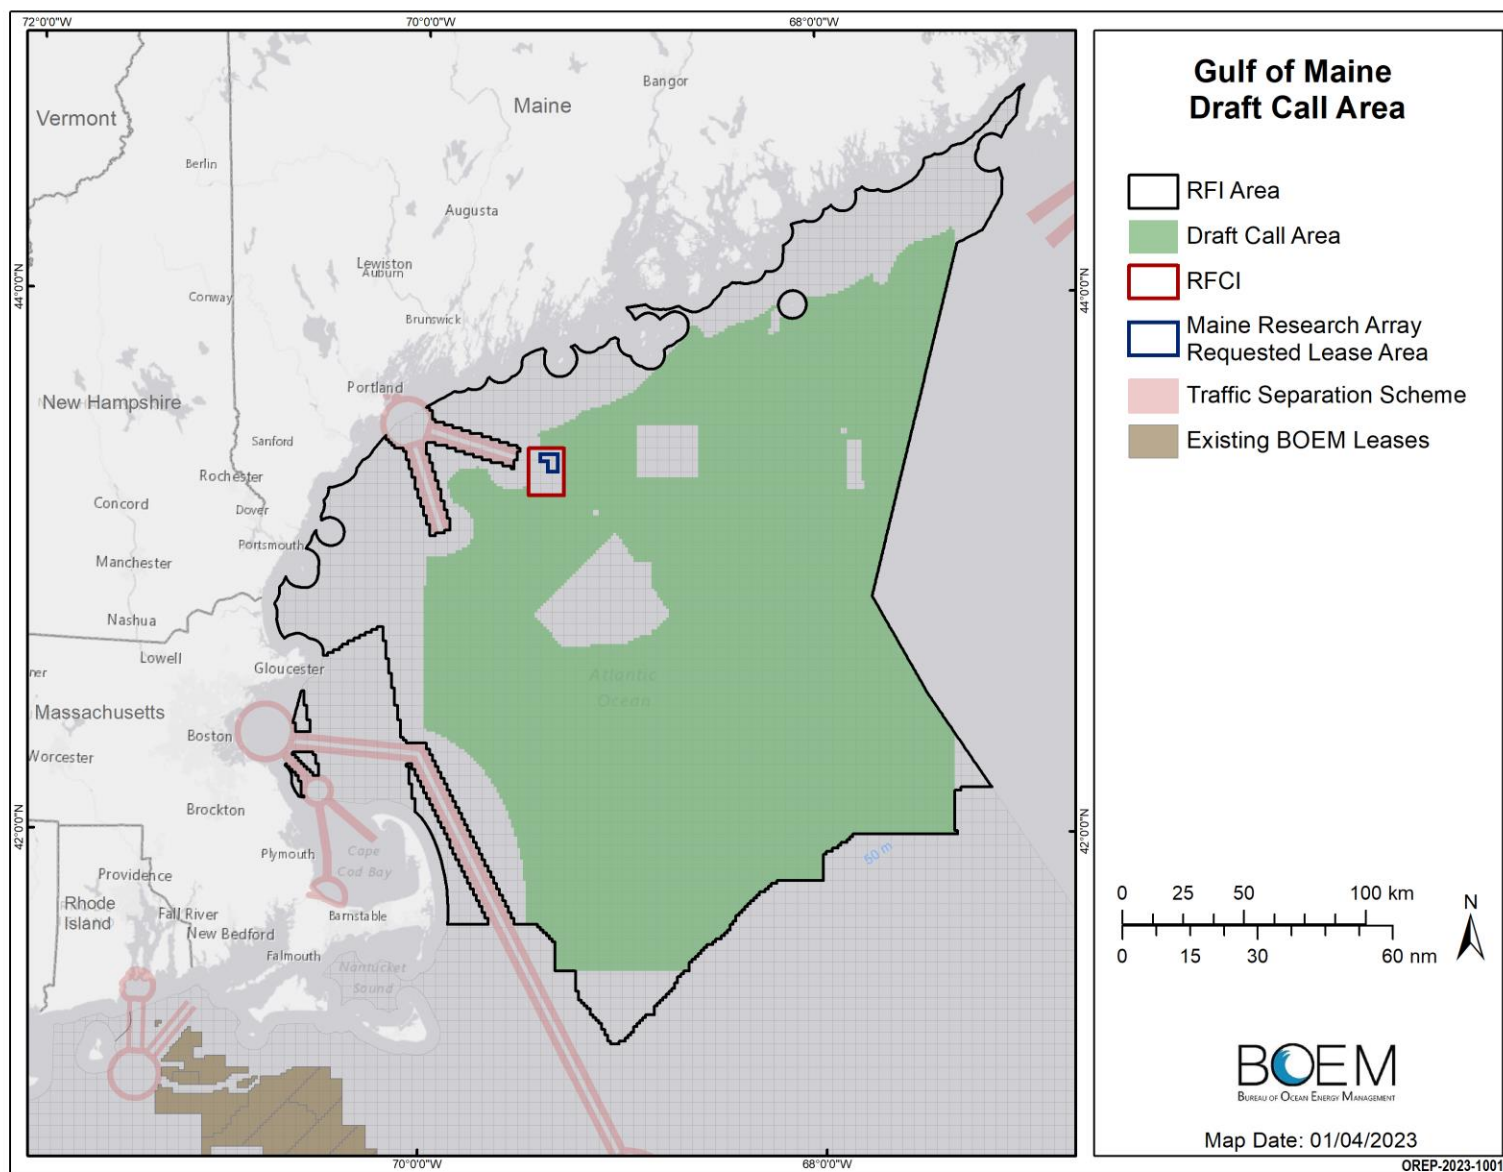 72°0'0"W
70°0'0"W
68°0'0"W
Bangor
Maine
Vermont
Berlin
Augusta
Lewiston
Auburn
44°0'0"N
44°0'0"N
Conway
Brunswick
Portland
New Hampshire
Sanford
Rochester
Concord
Dover
Portsmouth
Manchester
Nashua
Lowell
Gloucester
Atlantic
Ocean
Massachusetts
Boston
Worcester
Brockton
42°0'0"N
42°0'0"N
50 m
Plymouth
Cape
Cod Bay
Providence
Rhode
Island
Fall River
Barnstable
New Bedford
Falmouth
Nantucket
Sound
70°0'0"W
68°0'0"W
Gulf of Maine
Draft Call Area
RFI Area
Draft Call Area
RFCI
Maine Research Array
Requested Lease Area
Traffic Separation Scheme
Existing BOEM Leases
0 25 50 100 km
0 15 30 60 nm
N
BOEM
BUREAU OF OCEAN ENERGY MANAGEMENT
Map Date: 01/04/2023
OREP-2023-1001